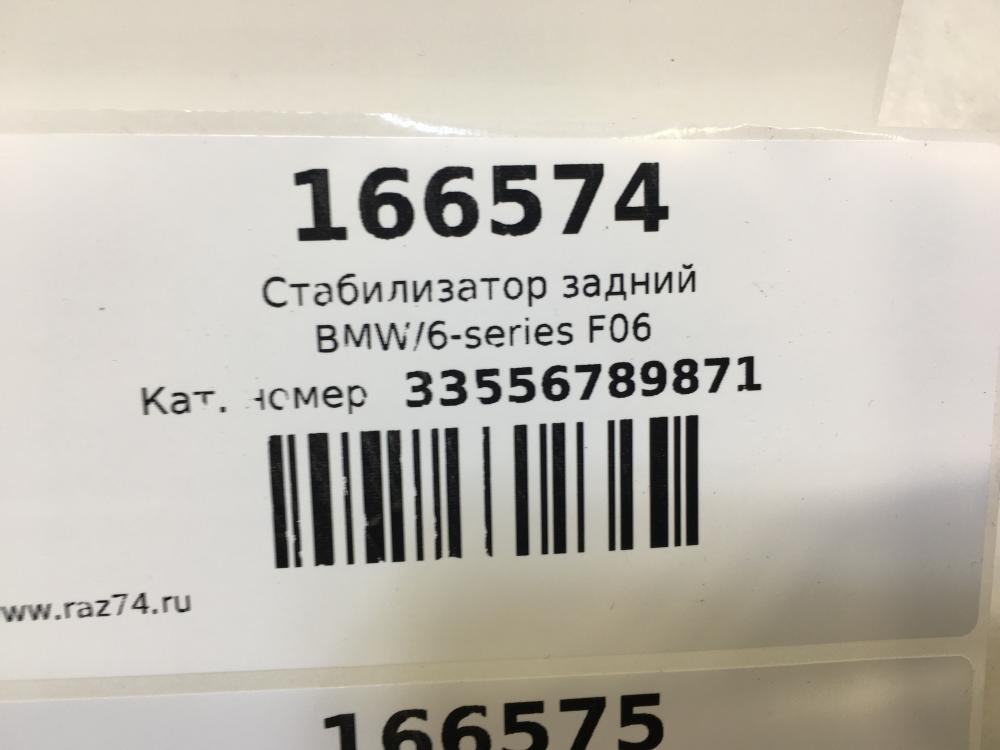 166574
Стабилизатор задний
BMW/6-series F06
Кат. номер 33556789871
www.raz74.ru
166575